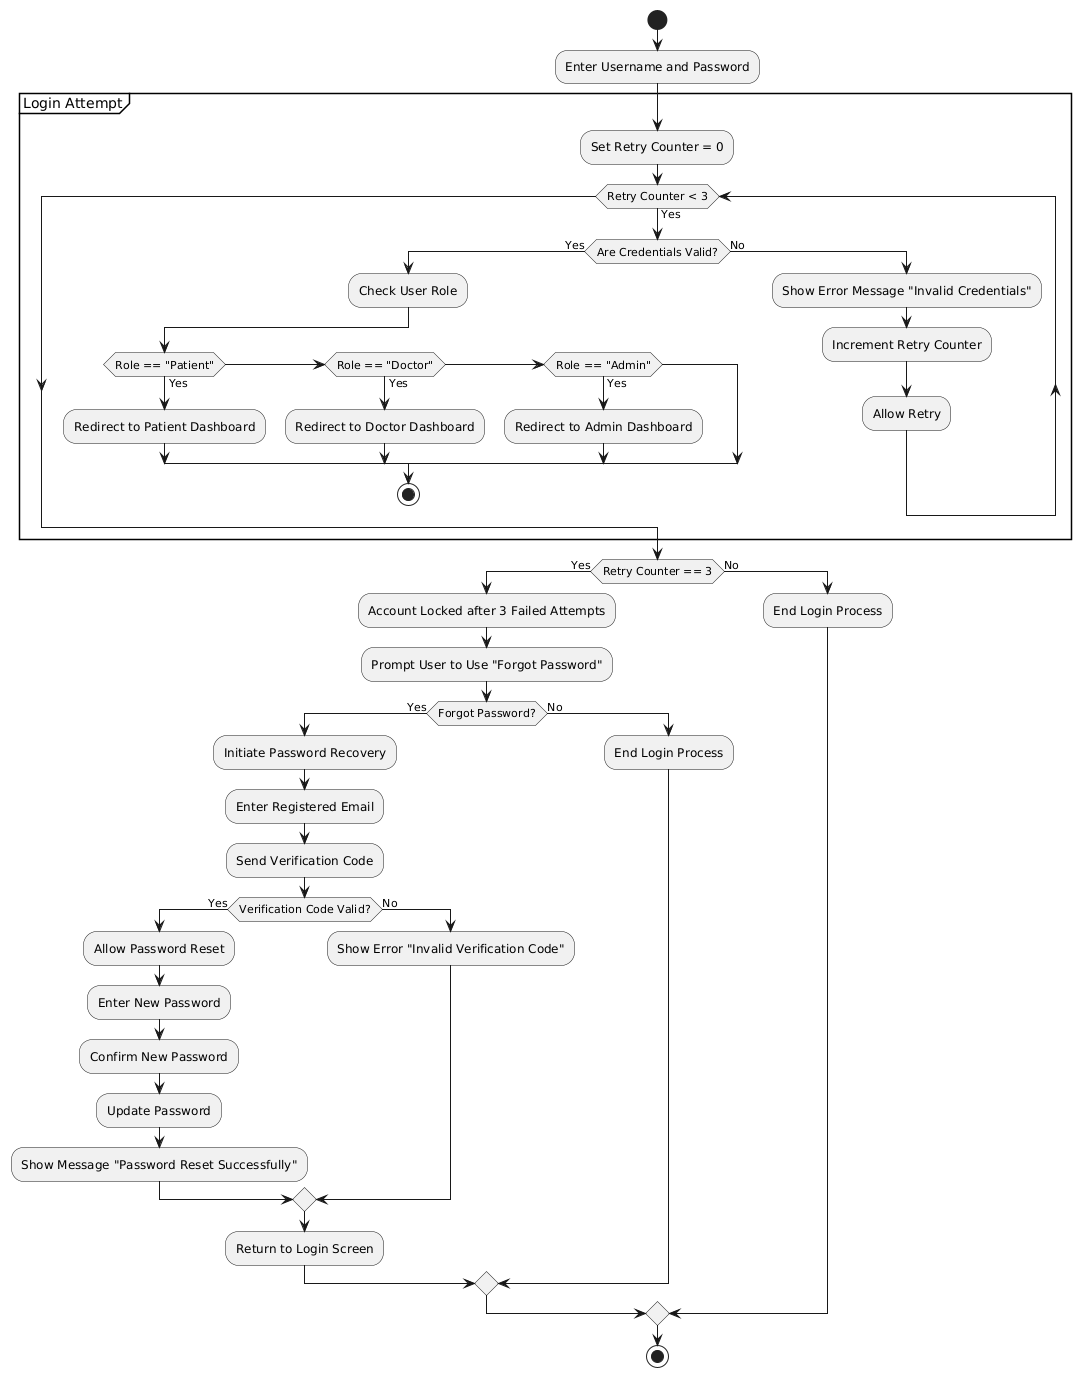 Enter Username and Password
Login Attempt
Set Retry Counter = 0
Retry Counter < 3
Yes
Yes
Are Credentials Valid?
No
Check User Role
Show Error Message "Invalid Credentials"
Increment Retry Counter
Role == "Patient"
Role == "Doctor"
Role == "Admin"
Yes
Yes
Yes
Allow Retry
Redirect to Patient Dashboard
Redirect to Doctor Dashboard
Redirect to Admin Dashboard
Yes
Retry Counter == 3
No
Account Locked after 3 Failed Attempts
End Login Process
Prompt User to Use "Forgot Password"
Yes
Forgot Password?
No
Initiate Password Recovery
End Login Process
Enter Registered Email
Send Verification Code
Yes
Verification Code Valid?
No
Allow Password Reset
Show Error "Invalid Verification Code"
Enter New Password
Confirm New Password
Update Password
Show Message "Password Reset Successfully"
Return to Login Screen